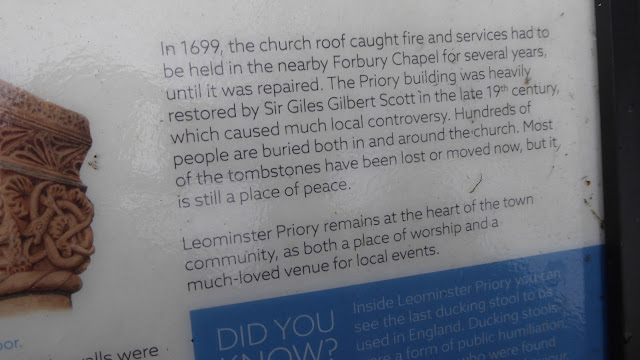 In 1699, the church roof caught fire and services had to
be held in the nearby Forbury Chapel for several years,
until it was repaired. The Priory building was heavily
restored by Sir Giles Gilbert Scott in the late 19th century,
which caused much local controversy. Hundreds of
people are buried both in and around the church. Most
of the tombstones have been lost or moved now, but it
is still a place of peace.
Leominster Priory remains at the heart of the town
community, as both a place of worship and a
much-loved venue for local events.
DID YOU
KNOW?
Inside Leominster Priory you can
see the last ducking stool to be
used in England. Ducking stools
were a form of public humiliation
who were found
were